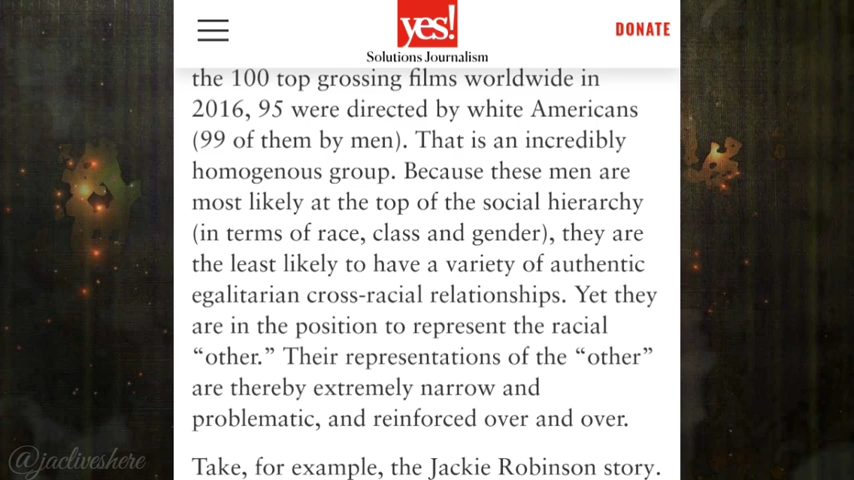 yes!
DONATE
Solutions Journalism
the 100 top grossing films worldwide in
2016, 95 were directed by white Americans
(99 of them by men). That is an incredibly
homogenous group. Because these men are
most likely at the top of the social hierarchy
(in terms of race, class and gender), they are
the least likely to have a variety of authentic
egalitarian cross-racial relationships. Yet they
are in the position to represent the racial
“other.” Their representations of the “other”
are thereby extremely narrow and
problematic, and reinforced over and over.
Take, for example, the Jackie Robinson story.
@jacliveshere